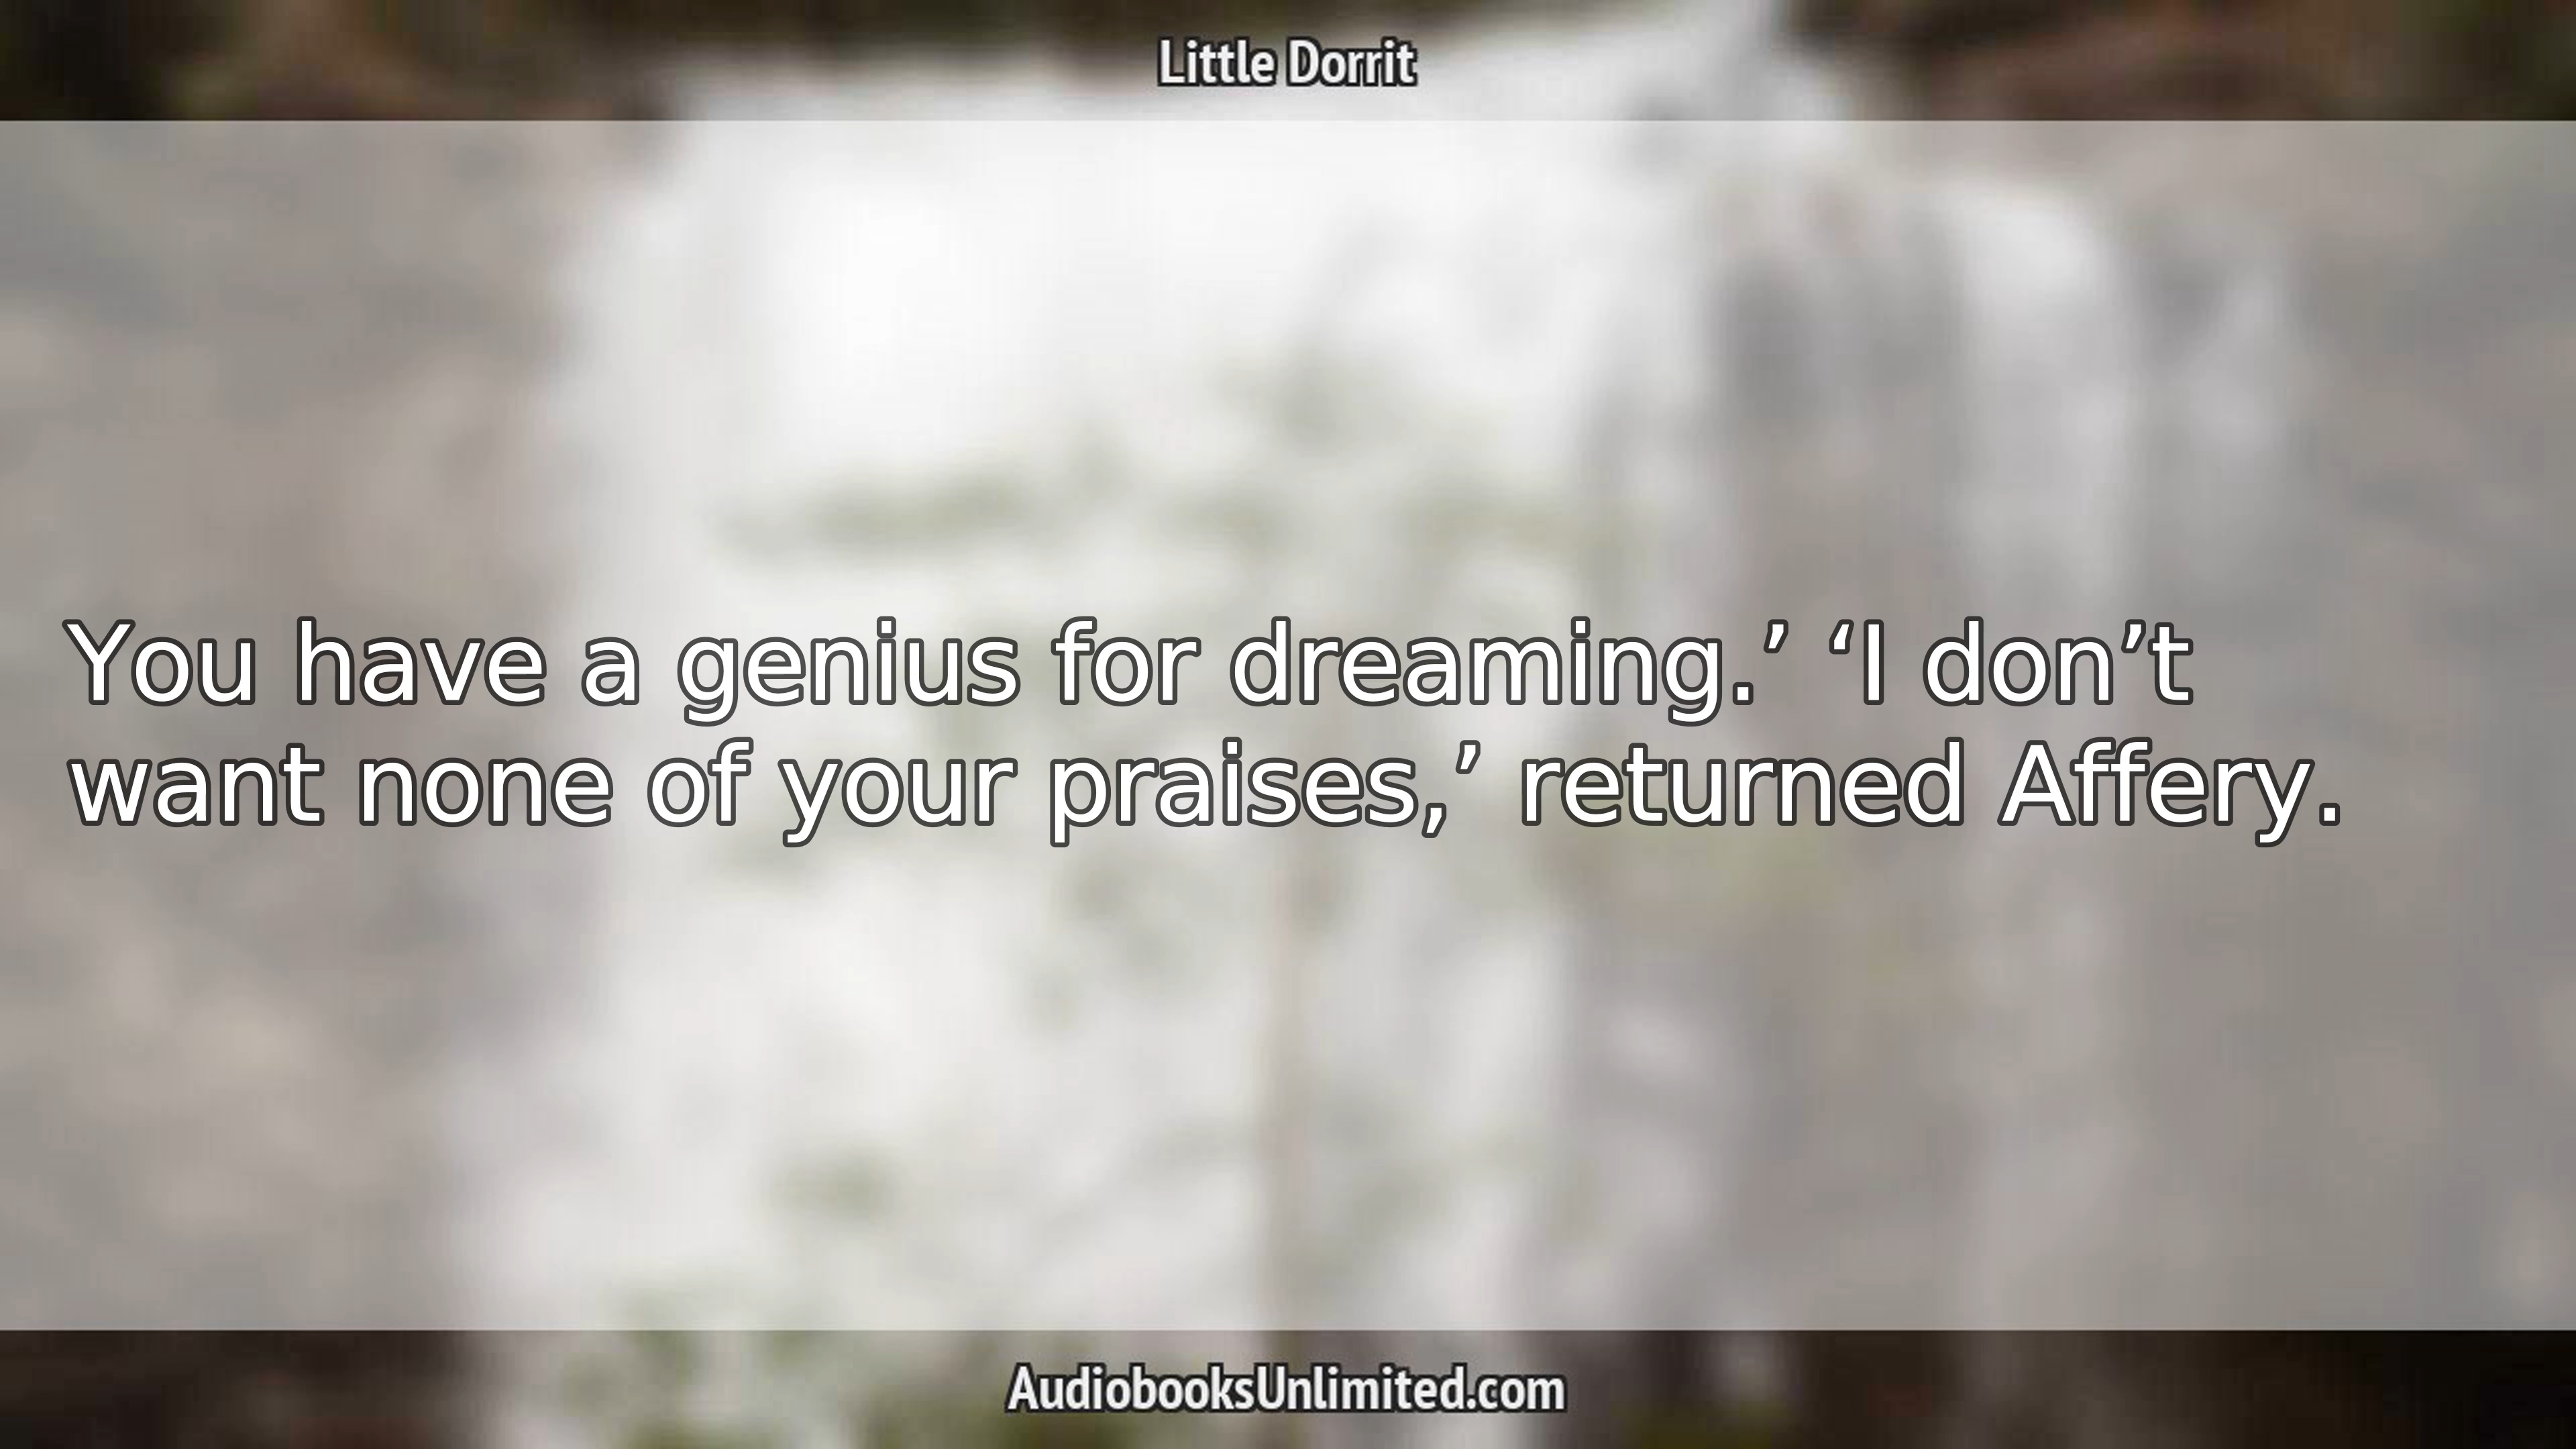 Little Dorrit
You have a genius for dreaming.’ ‘I don’t
want none of your praises,’ returned Affery.
AudiobooksUnlimited.com